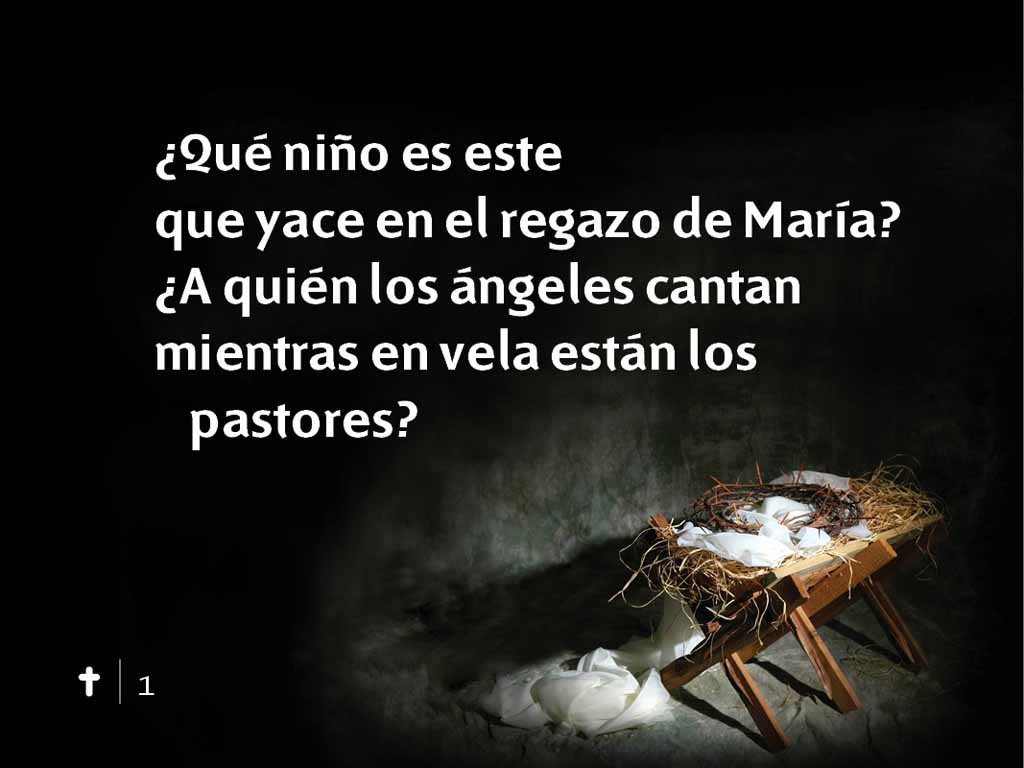 ¿Qué niño es este
que yace en el regazo de María?
¿A quién los ángeles cantan
mientras en vela están los
pastores?
1